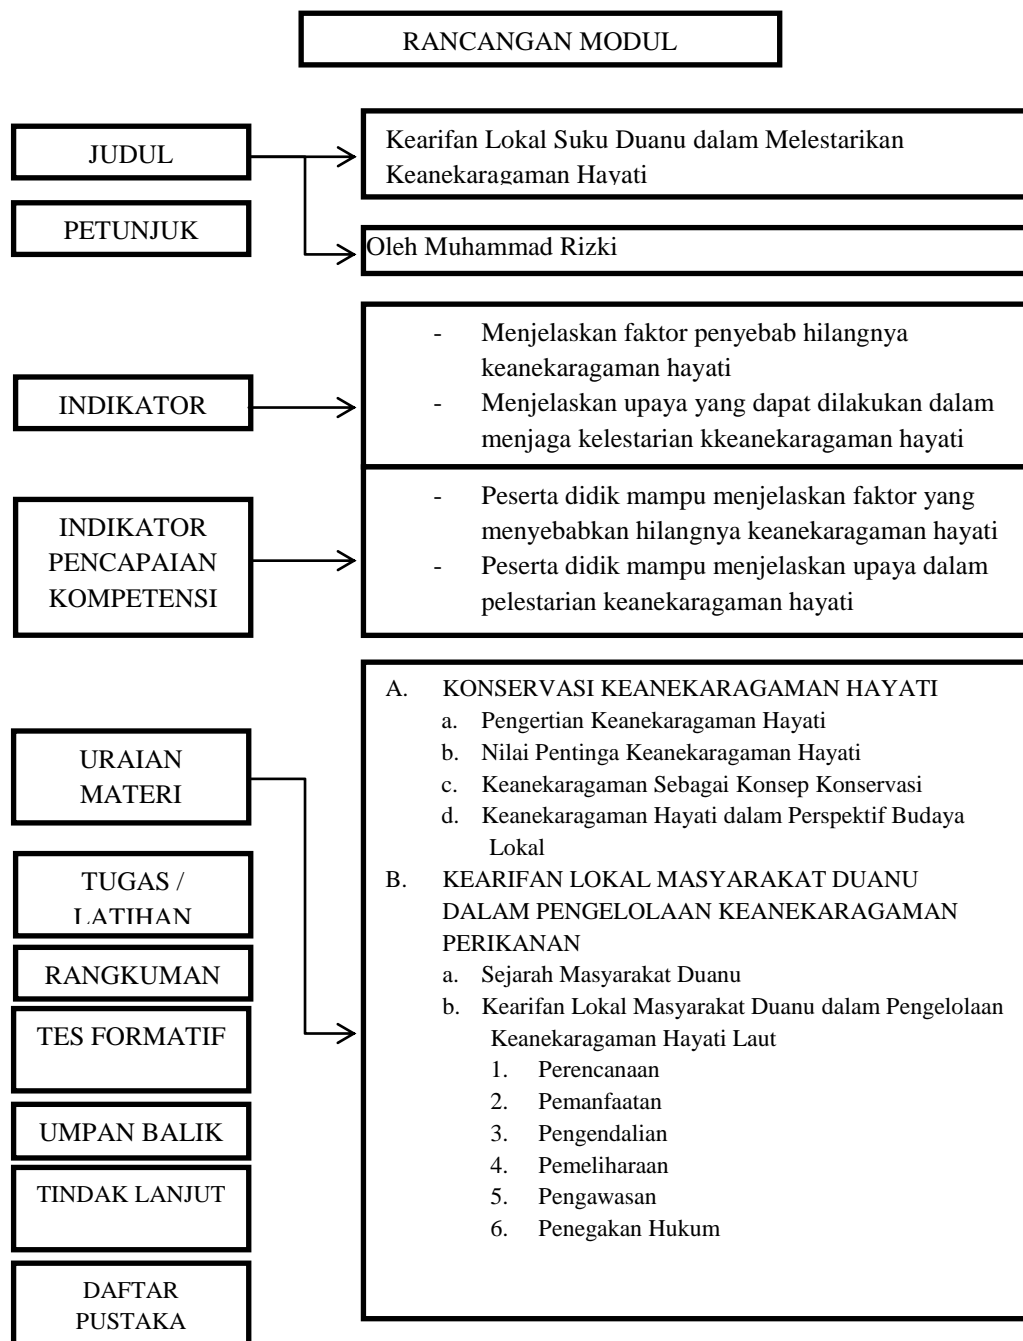 RANCANGAN MODUL
JUDUL
Kearifan Lokal Suku Duanu dalam Melestarikan
Keanekaragaman Hayati
PETUNJUK
Oleh Muhammad Rizki
INDIKATOR
- Menjelaskan faktor penyebab hilangnya
keanekaragaman hayati
- Menjelaskan upaya yang dapat dilakukan dalam
menjaga kelestarian kkeanekaragaman hayati
INDIKATOR
PENCAPAIAN
KOMPETENSI
- Peserta didik mampu menjelaskan faktor yang
menyebabkan hilangnya keanekaragaman hayati
- Peserta didik mampu menjelaskan upaya dalam
pelestarian keanekaragaman hayati
URAIAN
MATERI
A. KONSERVASI KEANEKARAGAMAN HAYATI
a. Pengertian Keanekaragaman Hayati
b. Nilai Pentinga Keanekaragaman Hayati
c. Keanekaragaman Sebagai Konsep Konservasi
d. Keanekaragaman Hayati dalam Perspektif Budaya
Lokal
B. KEARIFAN LOKAL MASYARAKAT DUANU
DALAM PENGELOLAAN KEANEKARAGAMAN
PERIKANAN
a. Sejarah Masyarakat Duanu
b. Kearifan Lokal Masyarakat Duanu dalam Pengelolaan
Keanekaragaman Hayati Laut
1. Perencanaan
2. Pemanfaatan
3. Pengendalian
4. Pemeliharaan
5. Pengawasan
6. Penegakan Hukum
TUGAS /
LATIHAN
RANGKUMAN
TES FORMATIF
UMPAN BALIK
TINDAK LANJUT
DAFTAR
PUSTAKA